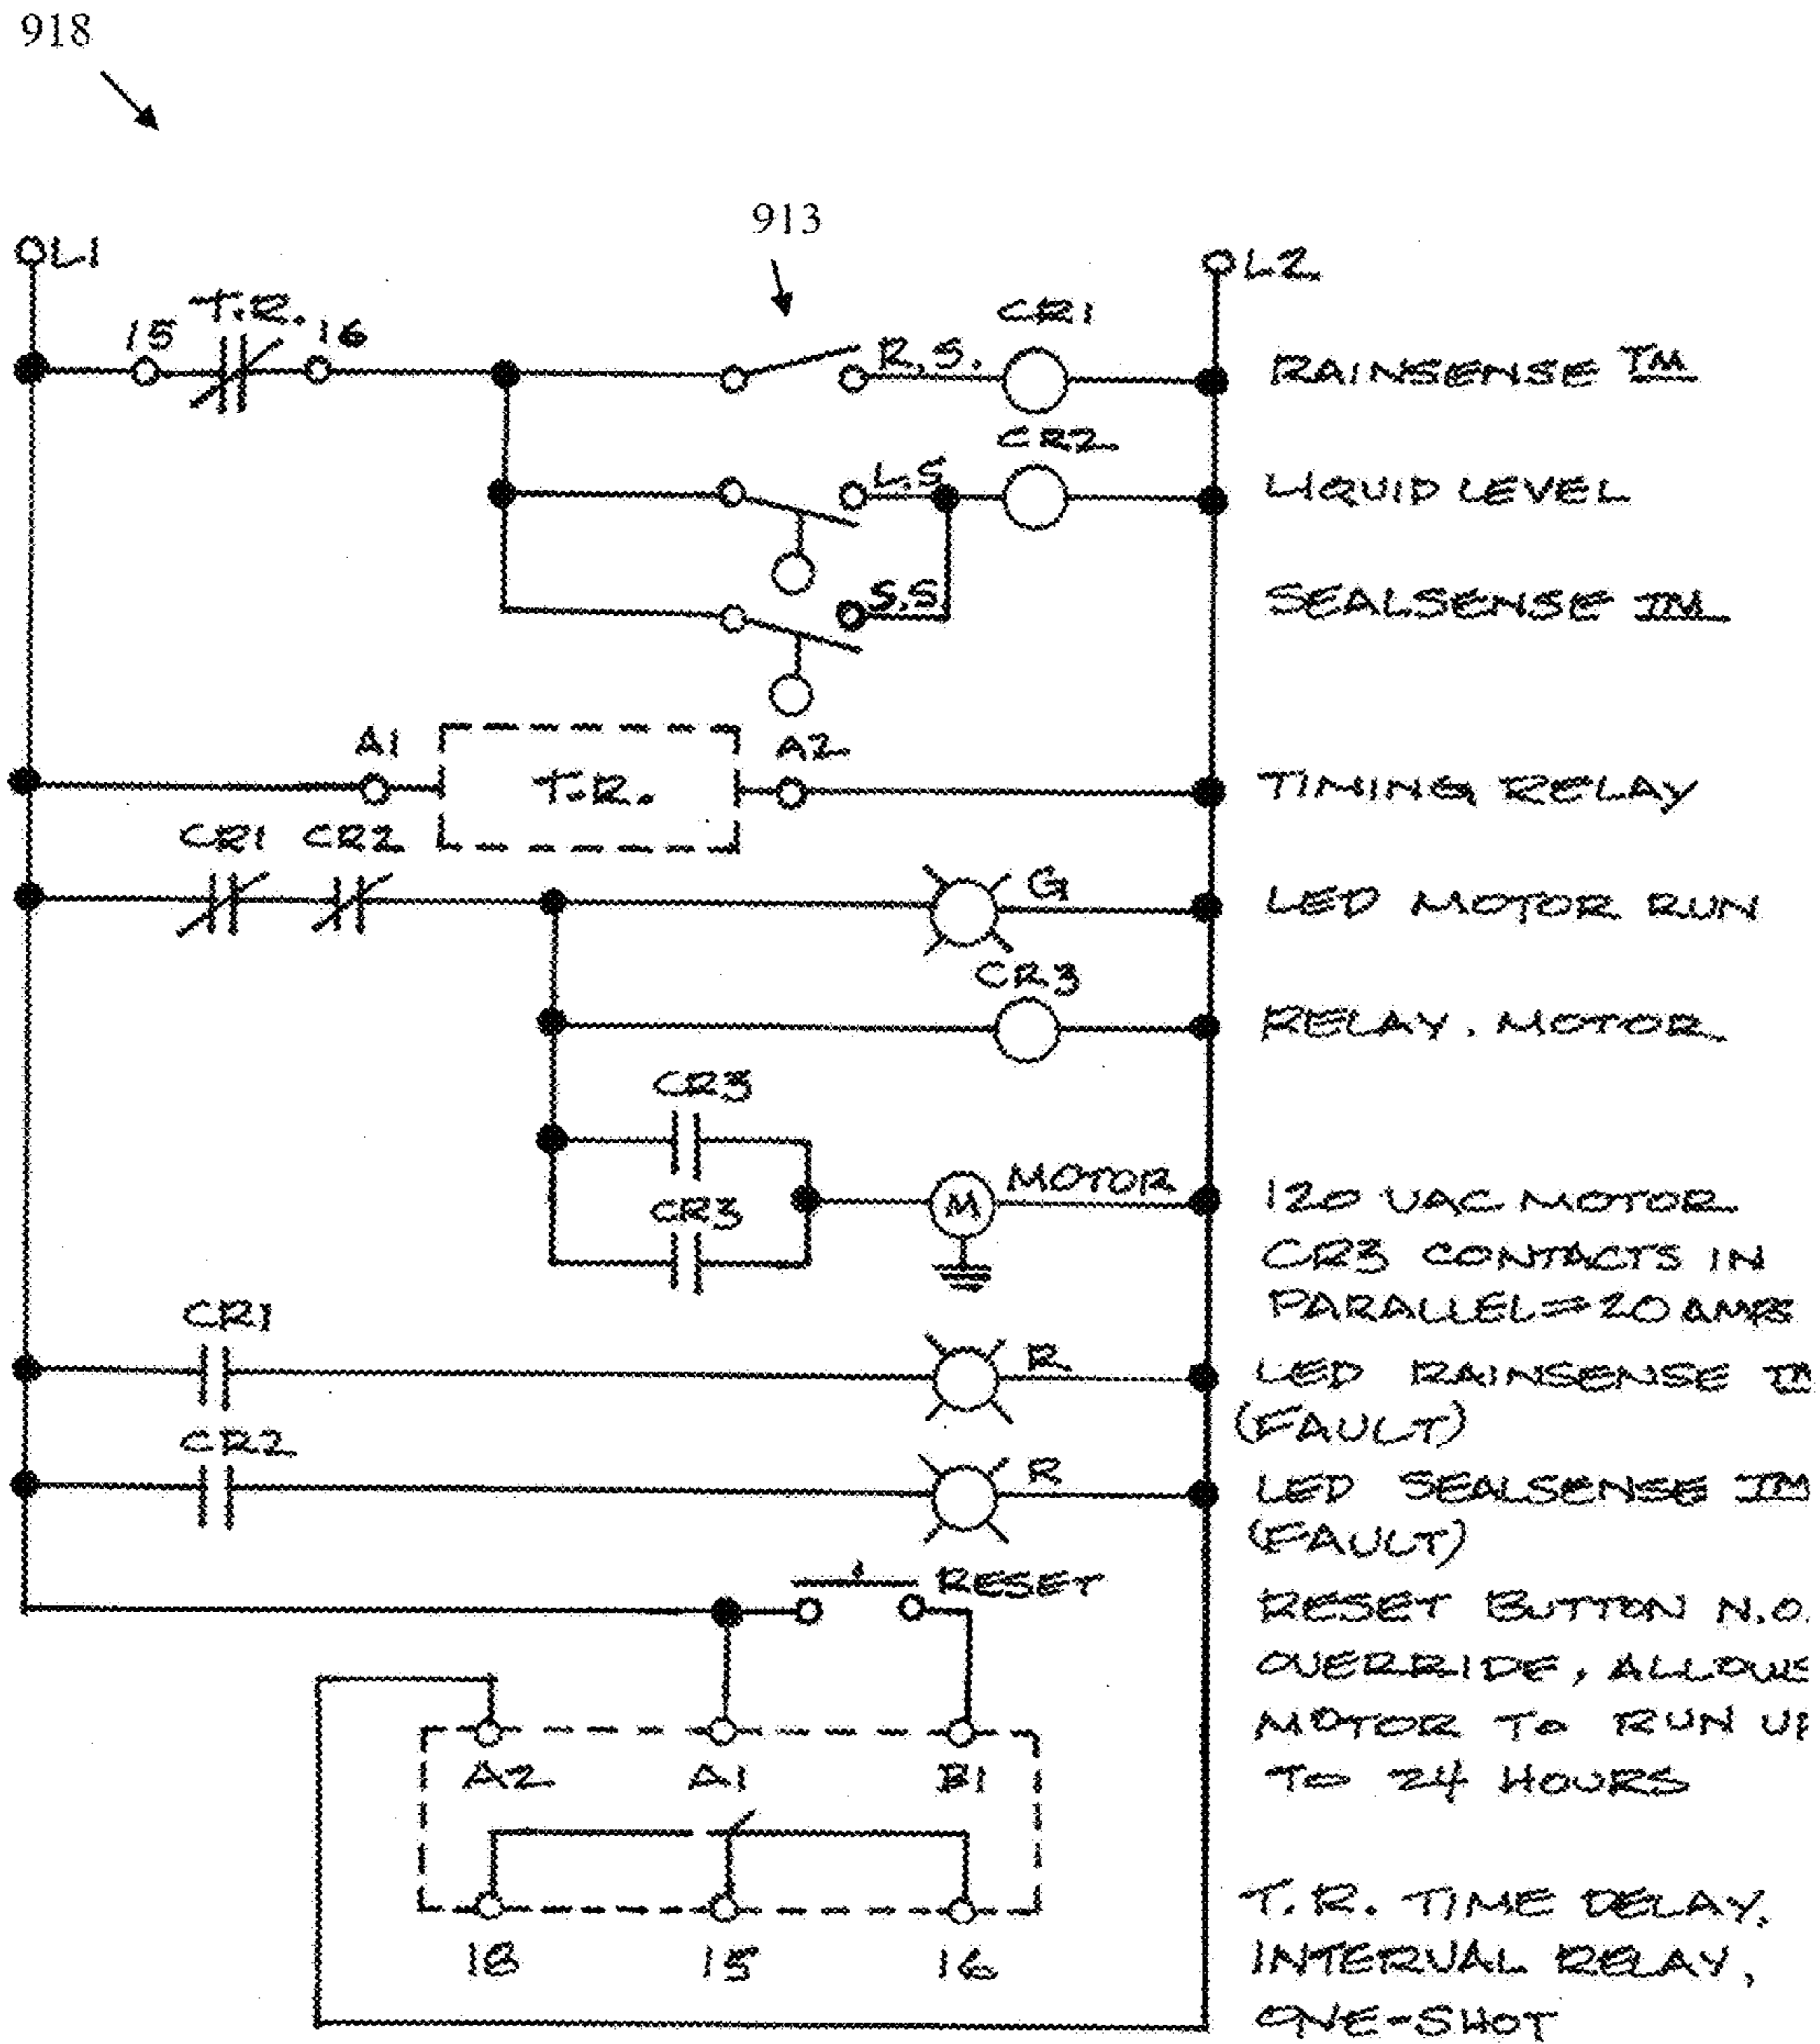 918
913
L1
L2
15 T.R. 16
R.S.
CR1
RAINSENSE TM
CR2
L.S
LIQUID LEVEL
S.S
SEALSENSE TM
A1
T.R.
A2
TIMING RELAY
CR1 CR2
G
LED MOTOR RUN
CR3
RELAY. MOTOR
CR3
CR3
M
MOTOR
120 VAC MOTOR
CR3 CONTACTS IN
PARALLEL=20 AMPS
CR1
R
LED RAINSENSE TM
(FAULT)
CR2
R
LED SEALSENSE TM
(FAULT)
RESET
RESET BUTTON N.O.
OVERRIDE, ALLOWS
MOTOR TO RUN UP
TO 24 HOURS
A2 A1 B1
18 15 16
T.R. TIME DELAY,
INTERVAL RELAY,
ONE-SHOT